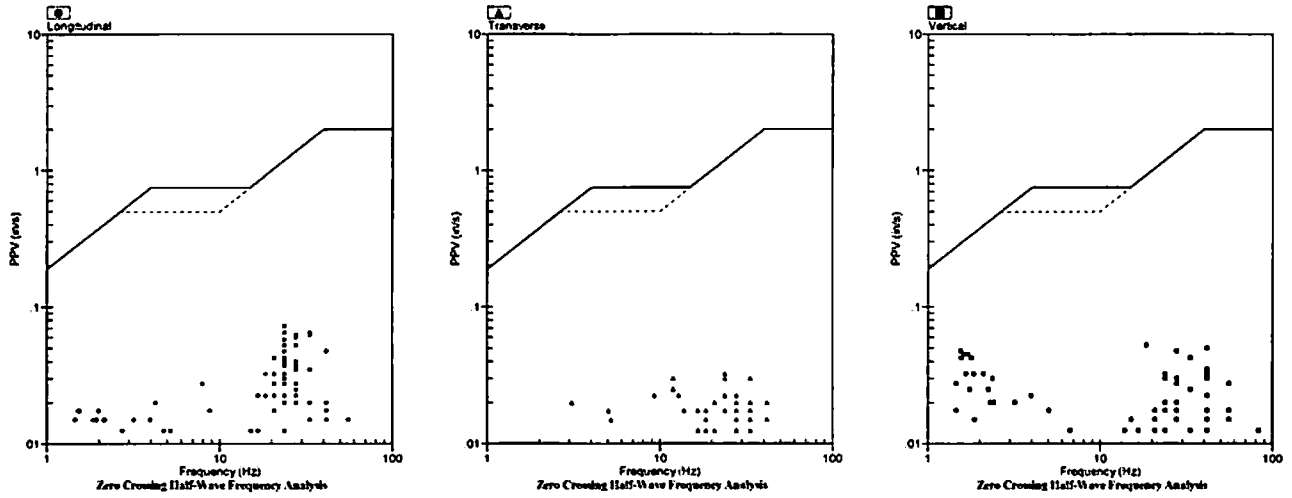 Longitudinal
10
1
.1
.01
PPV (in/s)
1
10
100
Frequency (Hz)
Zero Crossing Half-Wave Frequency Analysis
Transverse
10
1
.1
.01
PPV (in/s)
1
10
100
Frequency (Hz)
Zero Crossing Half-Wave Frequency Analysis
Vertical
10
1
.1
.01
PPV (in/s)
1
10
100
Frequency (Hz)
Zero Crossing Half-Wave Frequency Analysis